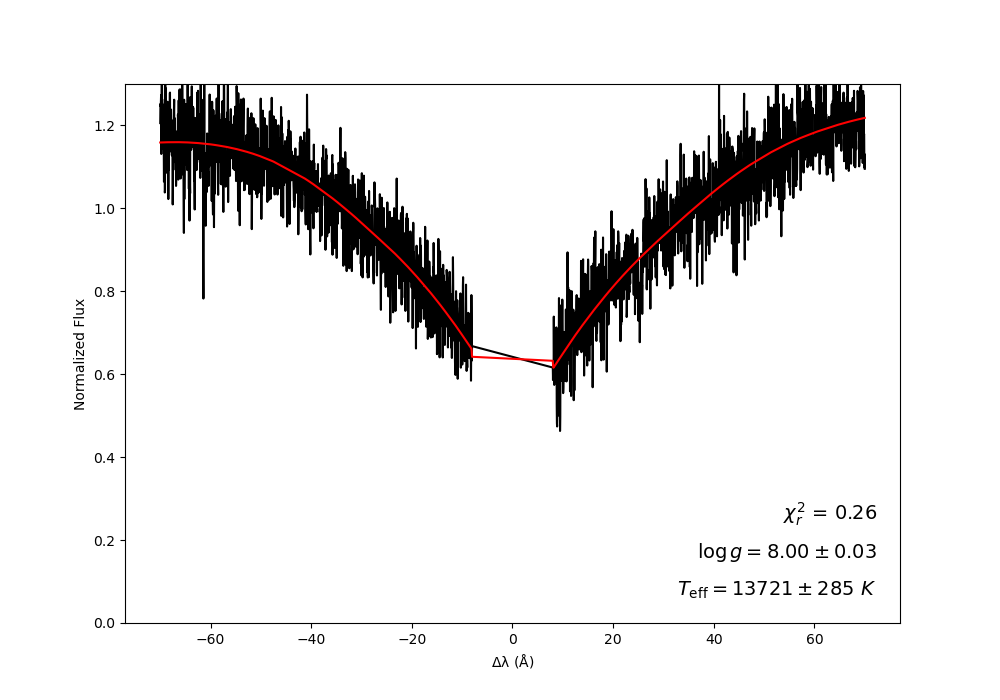 1.2
1.0
0.8
0.6
0.4
0.2
0.0
Normalized Flux
χ²ᵣ = 0.26
log g = 8.00 ± 0.03
T_eff = 13721 ± 285 K
−60 −40 −20 0 20 40 60
Δλ (Å)